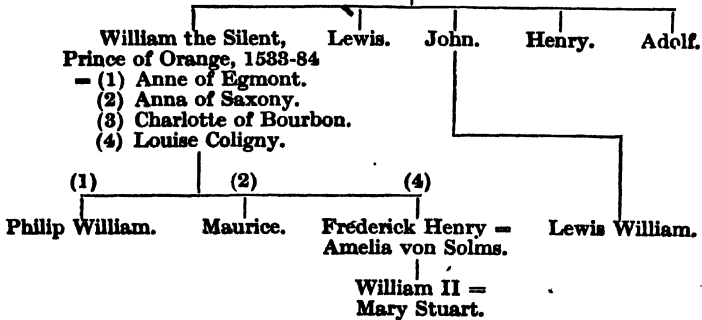 William the Silent, Lewis. John. Henry. Adolf.
Prince of Orange, 1533-84
= (1) Anne of Egmont.
(2) Anna of Saxony.
(3) Charlotte of Bourbon.
(4) Louise Coligny.
(1) (2) (4)
Philip William. Maurice. Frederick Henry = Lewis William.
Amelia von Solms.
William II =
Mary Stuart.